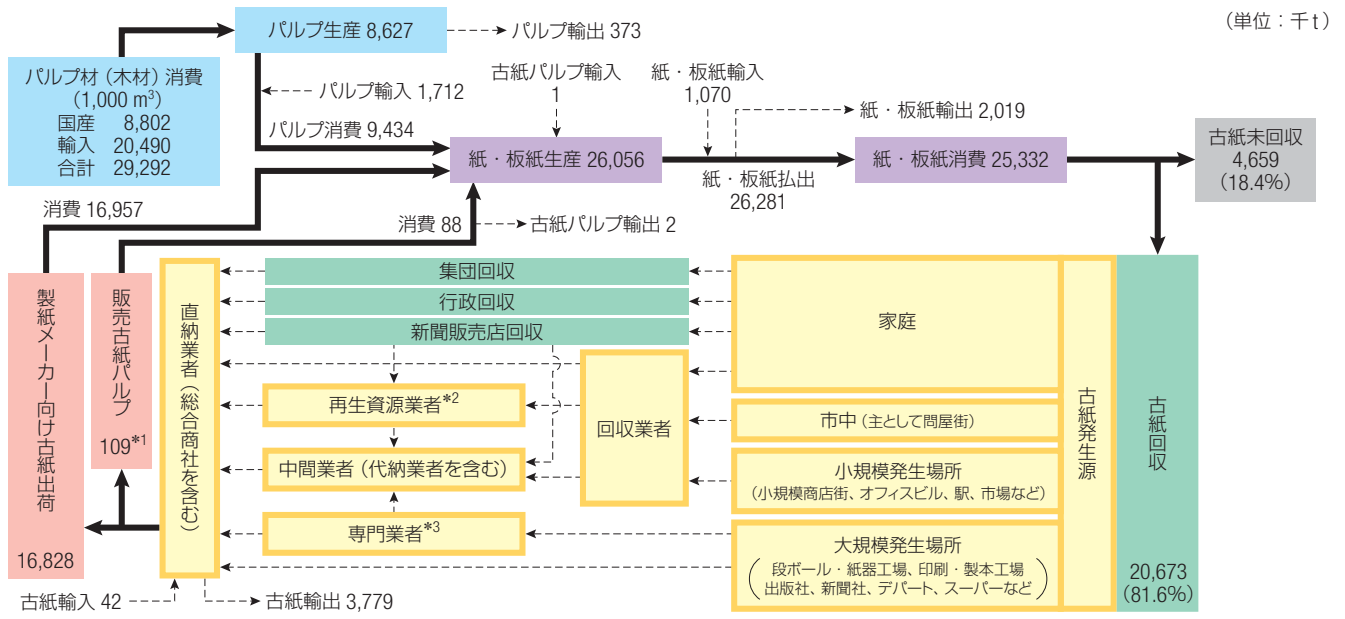 （単位：千t）
パルプ生産 8,627
パルプ輸出 373
パルプ材（木材）消費
（1,000 m³）
国産 8,802
輸入 20,490
合計 29,292
パルプ輸入 1,712
パルプ消費 9,434
古紙パルプ輸入
1
紙・板紙輸入
1,070
紙・板紙輸出 2,019
紙・板紙生産 26,056
紙・板紙払出
26,281
紙・板紙消費 25,332
古紙未回収
4,659
(18.4%)
消費 16,957
消費 88
古紙パルプ輸出 2
製紙メーカー向け古紙出荷
16,828
販売古紙パルプ
109*1
直納業者（総合商社を含む）
集団回収
行政回収
新聞販売店回収
再生資源業者*2
中間業者（代納業者を含む）
専門業者*3
回収業者
家庭
市中（主として問屋街）
小規模発生場所
（小規模商店街、オフィスビル、駅、市場など）
大規模発生場所
（段ボール・紙器工場、印刷・製本工場
出版社、新聞社、デパート、スーパーなど）
古紙発生源
古紙回収
20,673
(81.6%)
古紙輸入 42
古紙輸出 3,779